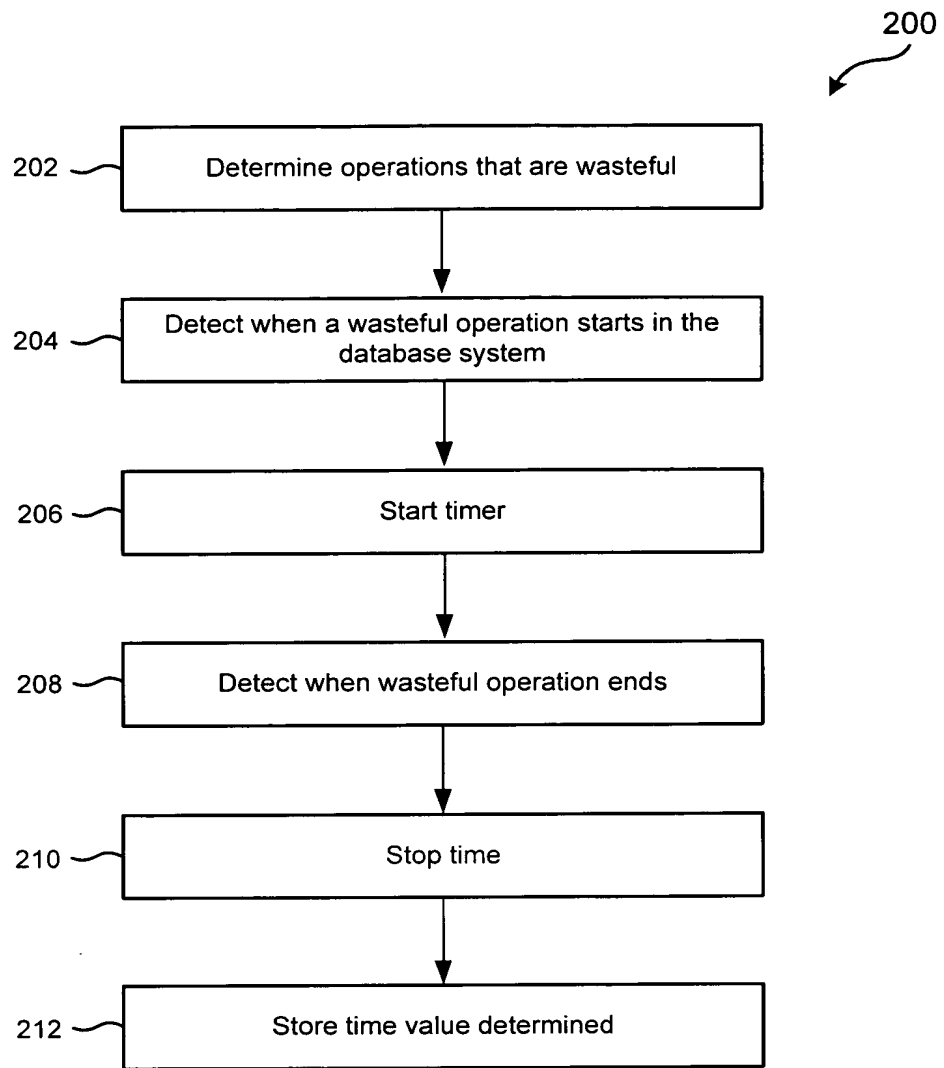 200
202
Determine operations that are wasteful
204
Detect when a wasteful operation starts in the
database system
206
Start timer
208
Detect when wasteful operation ends
210
Stop time
212
Store time value determined